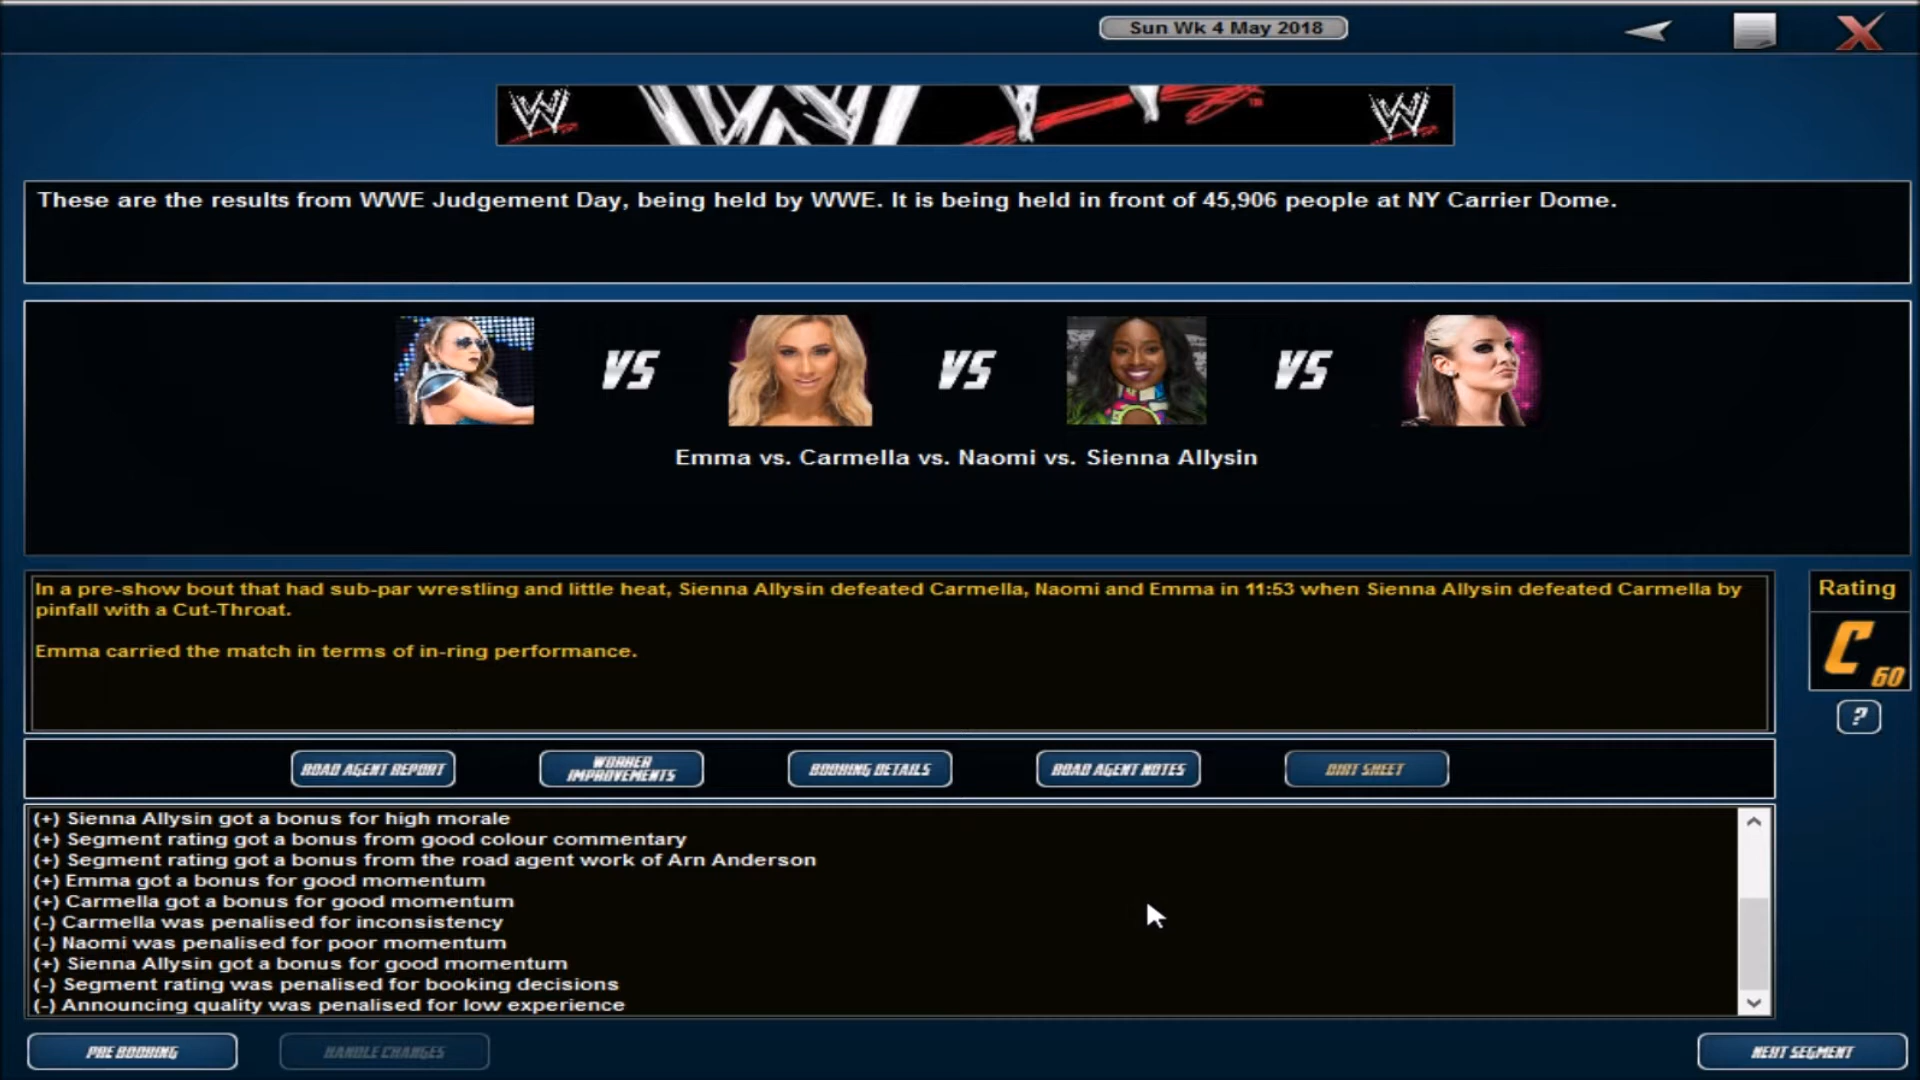 Sun Wk 4 May 2018
These are the results from WWE Judgement Day, being held by WWE. It is being held in front of 45,906 people at NY Carrier Dome.
VS VS VS
Emma vs. Carmella vs. Naomi vs. Sienna Allysin
In a pre-show bout that had sub-par wrestling and little heat, Sienna Allysin defeated Carmella, Naomi and Emma in 11:53 when Sienna Allysin defeated Carmella by
pinfall with a Cut-Throat.
Emma carried the match in terms of in-ring performance.
Rating
C 60
?
ROAD AGENT REPORT
WORKER
IMPROVEMENTS
BOOKING DETAILS
ROAD AGENT NOTES
DIRT SHEET
(+) Sienna Allysin got a bonus for high morale
(+) Segment rating got a bonus from good colour commentary
(+) Segment rating got a bonus from the road agent work of Arn Anderson
(+) Emma got a bonus for good momentum
(+) Carmella got a bonus for good momentum
(-) Carmella was penalised for inconsistency
(-) Naomi was penalised for poor momentum
(+) Sienna Allysin got a bonus for good momentum
(-) Segment rating was penalised for booking decisions
(-) Announcing quality was penalised for low experience
PRE BOOKING
HANDLE CHANGES
NEXT SEGMENT